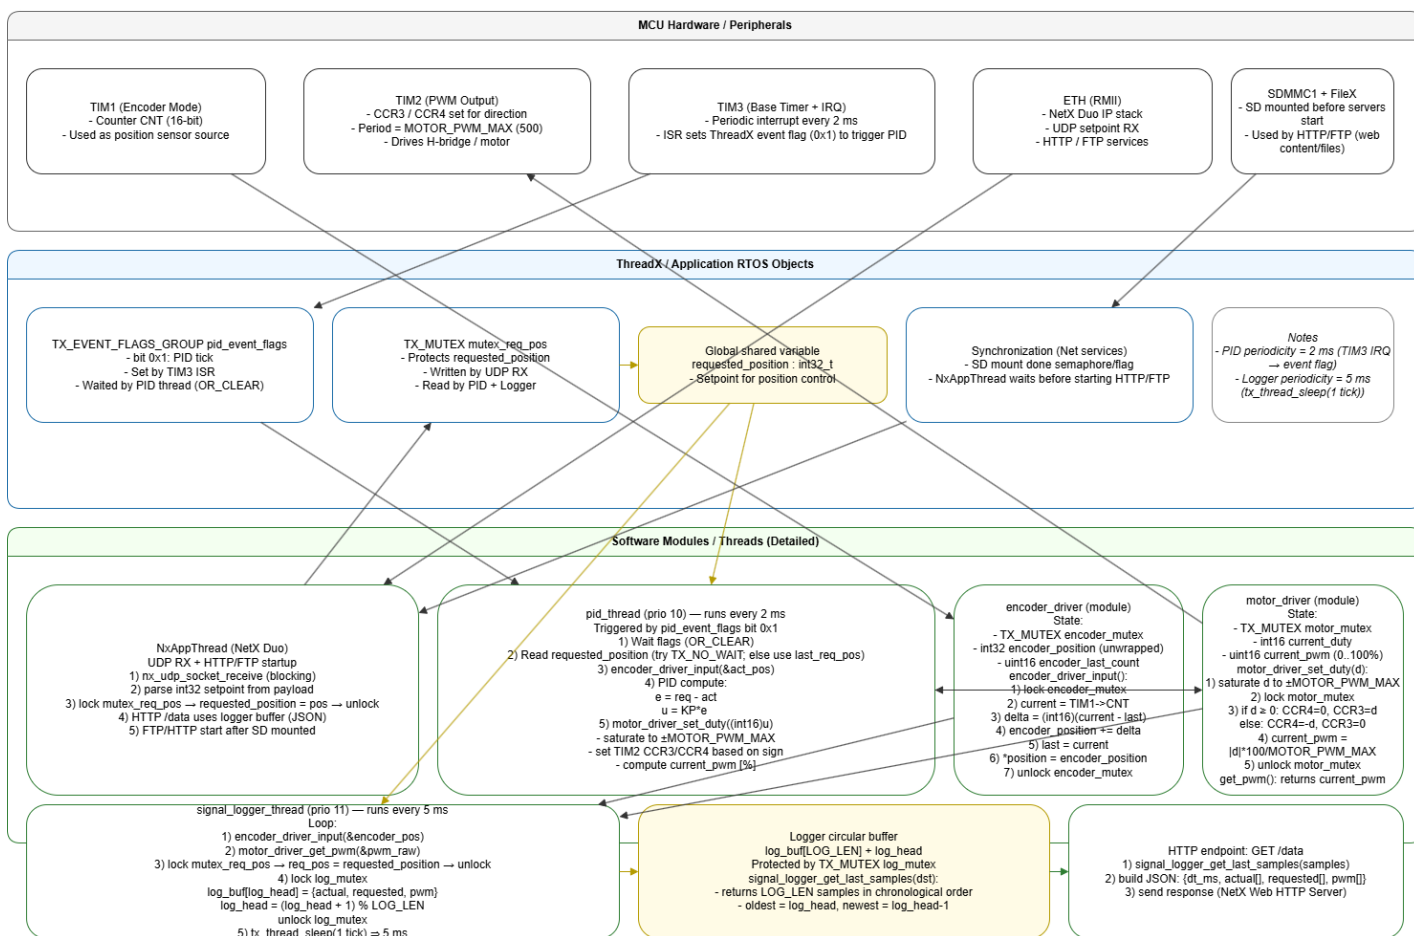 MCU Hardware / Peripherals
TIM1 (Encoder Mode)
- Counter CNT (16-bit)
- Used as position sensor source
TIM2 (PWM Output)
- CCR3 / CCR4 set for direction
- Period = MOTOR_PWM_MAX (500)
- Drives H-bridge / motor
TIM3 (Base Timer + IRQ)
- Periodic interrupt every 2 ms
- ISR sets ThreadX event flag (0x1) to trigger PID
ETH (RMII)
- NetX Duo IP stack
- UDP setpoint RX
- HTTP / FTP services
SDMMC1 + FileX
- SD mounted before servers
start
- Used by HTTP/FTP (web
content/files)
ThreadX / Application RTOS Objects
TX_EVENT_FLAGS_GROUP pid_event_flags
- bit 0x1: PID tick
- Set by TIM3 ISR
- Waited by PID thread (OR_CLEAR)
TX_MUTEX mutex_req_pos
- Protects requested_position
- Written by UDP RX
- Read by PID + Logger
Global shared variable
requested_position : int32_t
- Setpoint for position control
Synchronization (Net services)
- SD mount done semaphore/flag
- NxAppThread waits before starting HTTP/FTP
Notes
- PID periodicity = 2 ms (TIM3 IRQ
→ event flag)
- Logger periodicity = 5 ms
(tx_thread_sleep(1 tick))
Software Modules / Threads (Detailed)
NxAppThread (NetX Duo)
UDP RX + HTTP/FTP startup
1) nx_udp_socket_receive (blocking)
2) parse int32 setpoint from payload
3) lock mutex_req_pos → requested_position = pos → unlock
4) HTTP /data uses logger buffer (JSON)
5) FTP/HTTP start after SD mounted
pid_thread (prio 10) — runs every 2 ms
Triggered by pid_event_flags bit 0x1
1) Wait flags (OR_CLEAR)
2) Read requested_position (try TX_NO_WAIT; else use last_req_pos)
3) encoder_driver_input(&act_pos)
4) PID compute:
e = req - act
u = KP*e
5) motor_driver_set_duty((int16)u)
- saturate to ±MOTOR_PWM_MAX
- set TIM2 CCR3/CCR4 based on sign
- compute current_pwm [%]
encoder_driver (module)
State:
- TX_MUTEX encoder_mutex
- int32 encoder_position (unwrapped)
- uint16 encoder_last_count
encoder_driver_input():
1) lock encoder_mutex
2) current = TIM1->CNT
3) delta = (int16)(current - last)
4) encoder_position += delta
5) last = current
6) *position = encoder_position
7) unlock encoder_mutex
motor_driver (module)
State:
- TX_MUTEX motor_mutex
- int16 current_duty
- uint16 current_pwm (0..100%)
motor_driver_set_duty(d):
1) saturate d to ±MOTOR_PWM_MAX
2) lock motor_mutex
3) if d ≥ 0: CCR4=0, CCR3=d
else: CCR4=-d, CCR3=0
4) current_pwm =
|d|*100/MOTOR_PWM_MAX
5) unlock motor_mutex
get_pwm(): returns current_pwm
signal_logger_thread (prio 11) — runs every 5 ms
Loop:
1) encoder_driver_input(&encoder_pos)
2) motor_driver_get_pwm(&pwm_raw)
3) lock mutex_req_pos → req_pos = requested_position → unlock
4) lock log_mutex
log_buf[log_head] = {actual, requested, pwm}
log_head = (log_head + 1) % LOG_LEN
unlock log_mutex
5) tx_thread_sleep(1 tick) ⇒ 5 ms
Logger circular buffer
log_buf[LOG_LEN] + log_head
Protected by TX_MUTEX log_mutex
signal_logger_get_last_samples(dst):
- returns LOG_LEN samples in chronological order
- oldest = log_head, newest = log_head-1
HTTP endpoint: GET /data
1) signal_logger_get_last_samples(samples)
2) build JSON: {dt_ms, actual[], requested[], pwm[]}
3) send response (NetX Web HTTP Server)